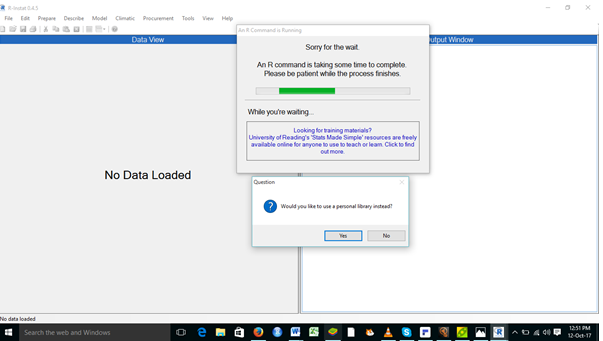 R-Instat 0.4.5
File Edit Prepare Describe Model Climatic Procurement Tools View Help
Data View
Output Window
An R Command is Running
Sorry for the wait.
An R command is taking some time to complete.
Please be patient while the process finishes.
While you're waiting...
Looking for training materials?
University of Reading's 'Stats Made Simple' resources are freely
available online for anyone to use to teach or learn. Click to find
out more.
No Data Loaded
Question
Would you like to use a personal library instead?
Yes
No
No data loaded
Search the web and Windows
12:51 PM
12-Oct-17